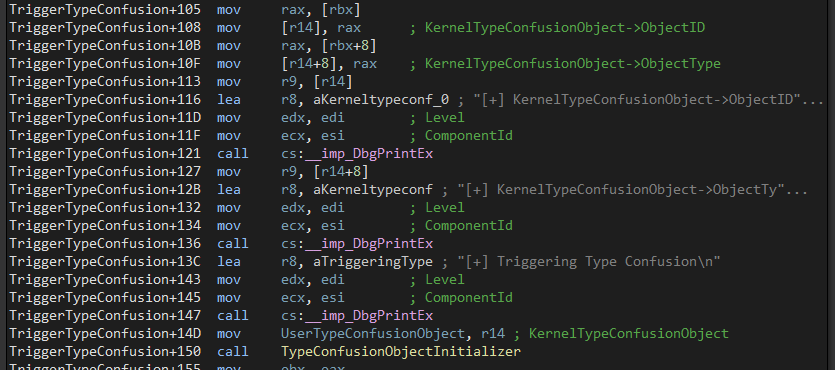 TriggerTypeConfusion+105 mov rax, [rbx]
TriggerTypeConfusion+108 mov [r14], rax ; KernelTypeConfusionObject->ObjectID
TriggerTypeConfusion+10B mov rax, [rbx+8]
TriggerTypeConfusion+10F mov [r14+8], rax ; KernelTypeConfusionObject->ObjectType
TriggerTypeConfusion+113 mov r9, [r14]
TriggerTypeConfusion+116 lea r8, aKerneltypeconf_0 ; "[+] KernelTypeConfusionObject->ObjectID"...
TriggerTypeConfusion+11D mov edx, edi ; Level
TriggerTypeConfusion+11F mov ecx, esi ; ComponentId
TriggerTypeConfusion+121 call cs:__imp_DbgPrintEx
TriggerTypeConfusion+127 mov r9, [r14+8]
TriggerTypeConfusion+12B lea r8, aKerneltypeconf ; "[+] KernelTypeConfusionObject->ObjectTy"...
TriggerTypeConfusion+132 mov edx, edi ; Level
TriggerTypeConfusion+134 mov ecx, esi ; ComponentId
TriggerTypeConfusion+136 call cs:__imp_DbgPrintEx
TriggerTypeConfusion+13C lea r8, aTriggeringType ; "[+] Triggering Type Confusion\n"
TriggerTypeConfusion+143 mov edx, edi ; Level
TriggerTypeConfusion+145 mov ecx, esi ; ComponentId
TriggerTypeConfusion+147 call cs:__imp_DbgPrintEx
TriggerTypeConfusion+14D mov UserTypeConfusionObject, r14 ; KernelTypeConfusionObject
TriggerTypeConfusion+150 call TypeConfusionObjectInitializer
TriggerTypeConfusion+155 mov ebx, eax